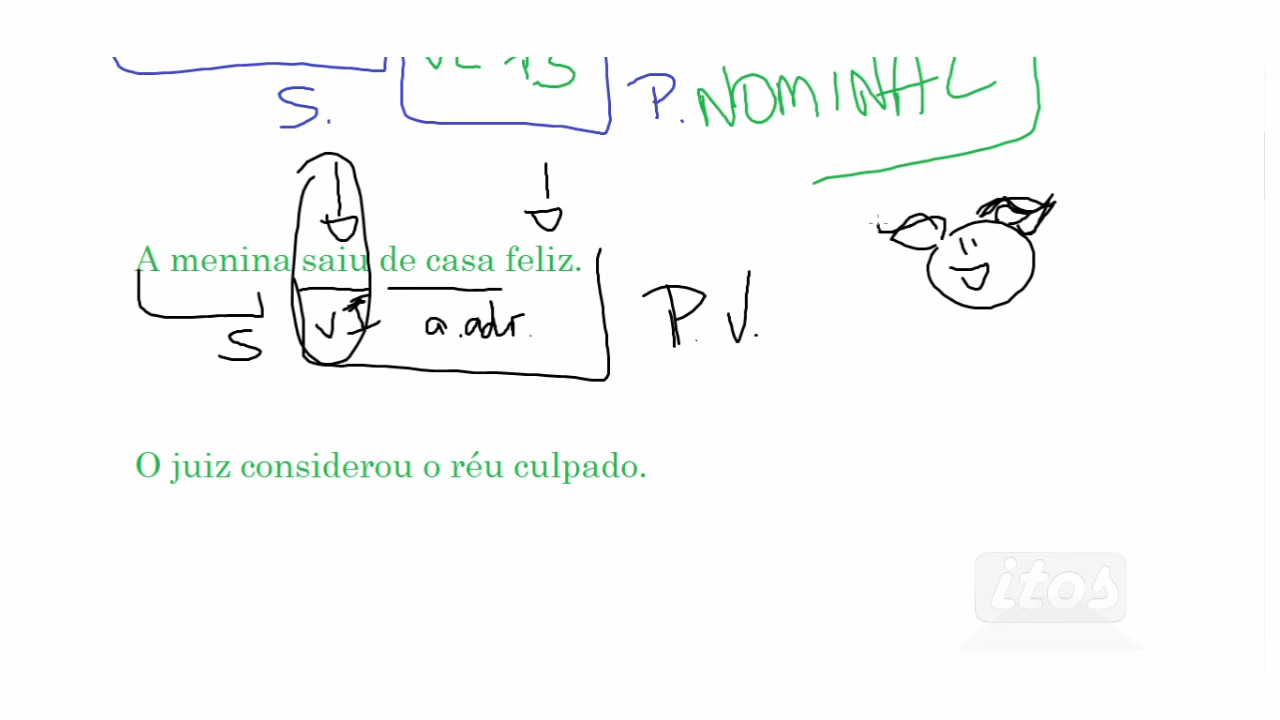 S. P. NOMINAL
A menina saiu de casa feliz.
VI a.adv. P.V.
S
O juiz considerou o réu culpado.
itos